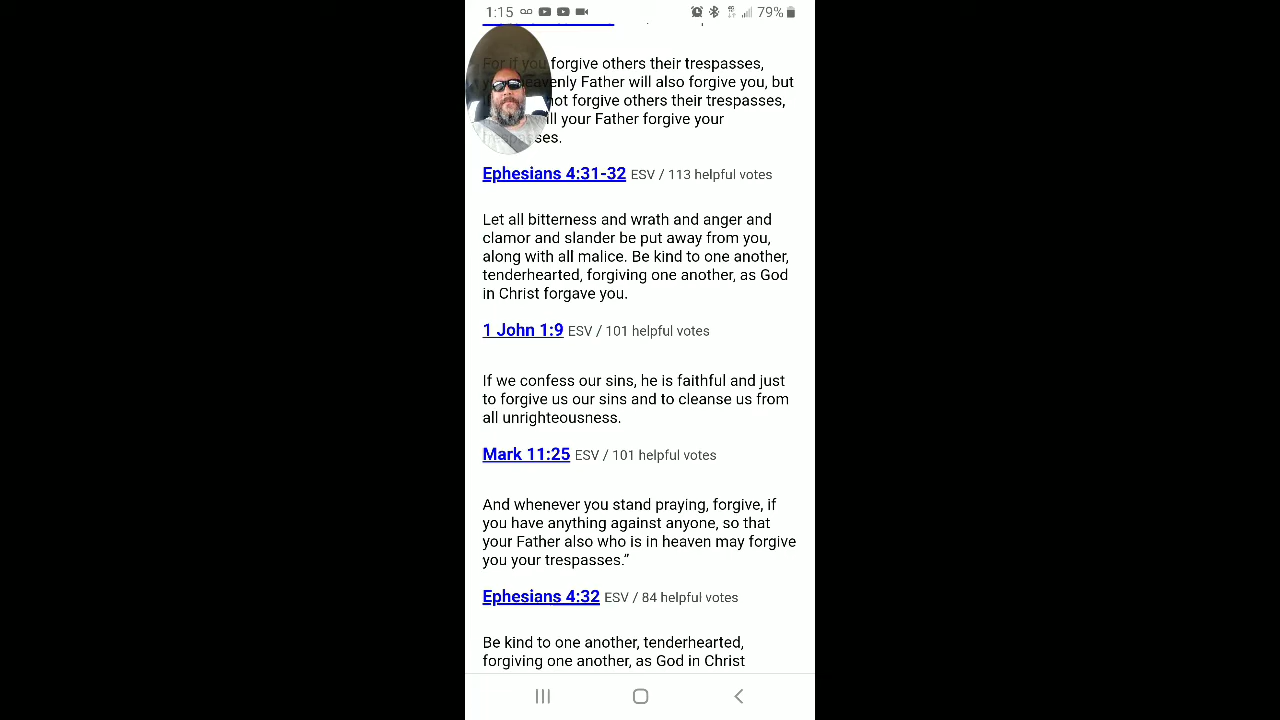 1:15 79%
For if you forgive others their trespasses,
heavenly Father will also forgive you, but
not forgive others their trespasses,
will your Father forgive your
trespasses.
Ephesians 4:31-32 ESV / 113 helpful votes
Let all bitterness and wrath and anger and
clamor and slander be put away from you,
along with all malice. Be kind to one another,
tenderhearted, forgiving one another, as God
in Christ forgave you.
1 John 1:9 ESV / 101 helpful votes
If we confess our sins, he is faithful and just
to forgive us our sins and to cleanse us from
all unrighteousness.
Mark 11:25 ESV / 101 helpful votes
And whenever you stand praying, forgive, if
you have anything against anyone, so that
your Father also who is in heaven may forgive
you your trespasses.”
Ephesians 4:32 ESV / 84 helpful votes
Be kind to one another, tenderhearted,
forgiving one another, as God in Christ